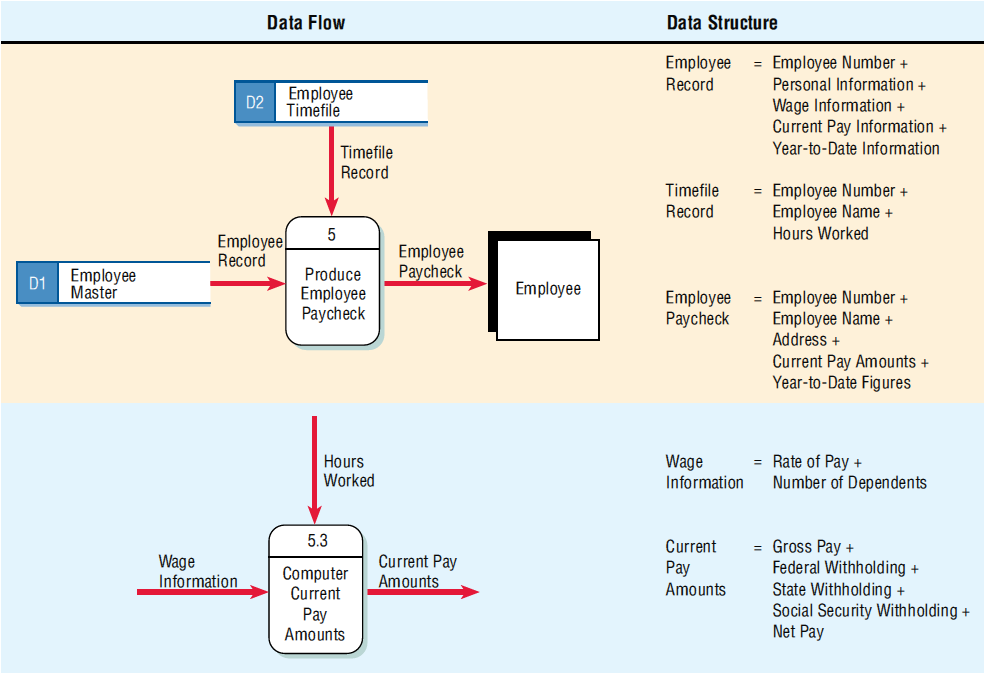 Data Flow
Data Structure
D2
Employee
Timefile
Timefile
Record
Employee
Record
D1
Employee
Master
5
Produce
Employee
Paycheck
Employee
Paycheck
Employee
Employee = Employee Number +
Record Personal Information +
Wage Information +
Current Pay Information +
Year-to-Date Information
Timefile = Employee Number +
Record Employee Name +
Hours Worked
Employee = Employee Number +
Paycheck Employee Name +
Address +
Current Pay Amounts +
Year-to-Date Figures
Hours
Worked
Wage
Information
5.3
Computer
Current
Pay
Amounts
Current Pay
Amounts
Wage = Rate of Pay +
Information Number of Dependents
Current = Gross Pay +
Pay Federal Withholding +
Amounts State Withholding +
Social Security Withholding +
Net Pay